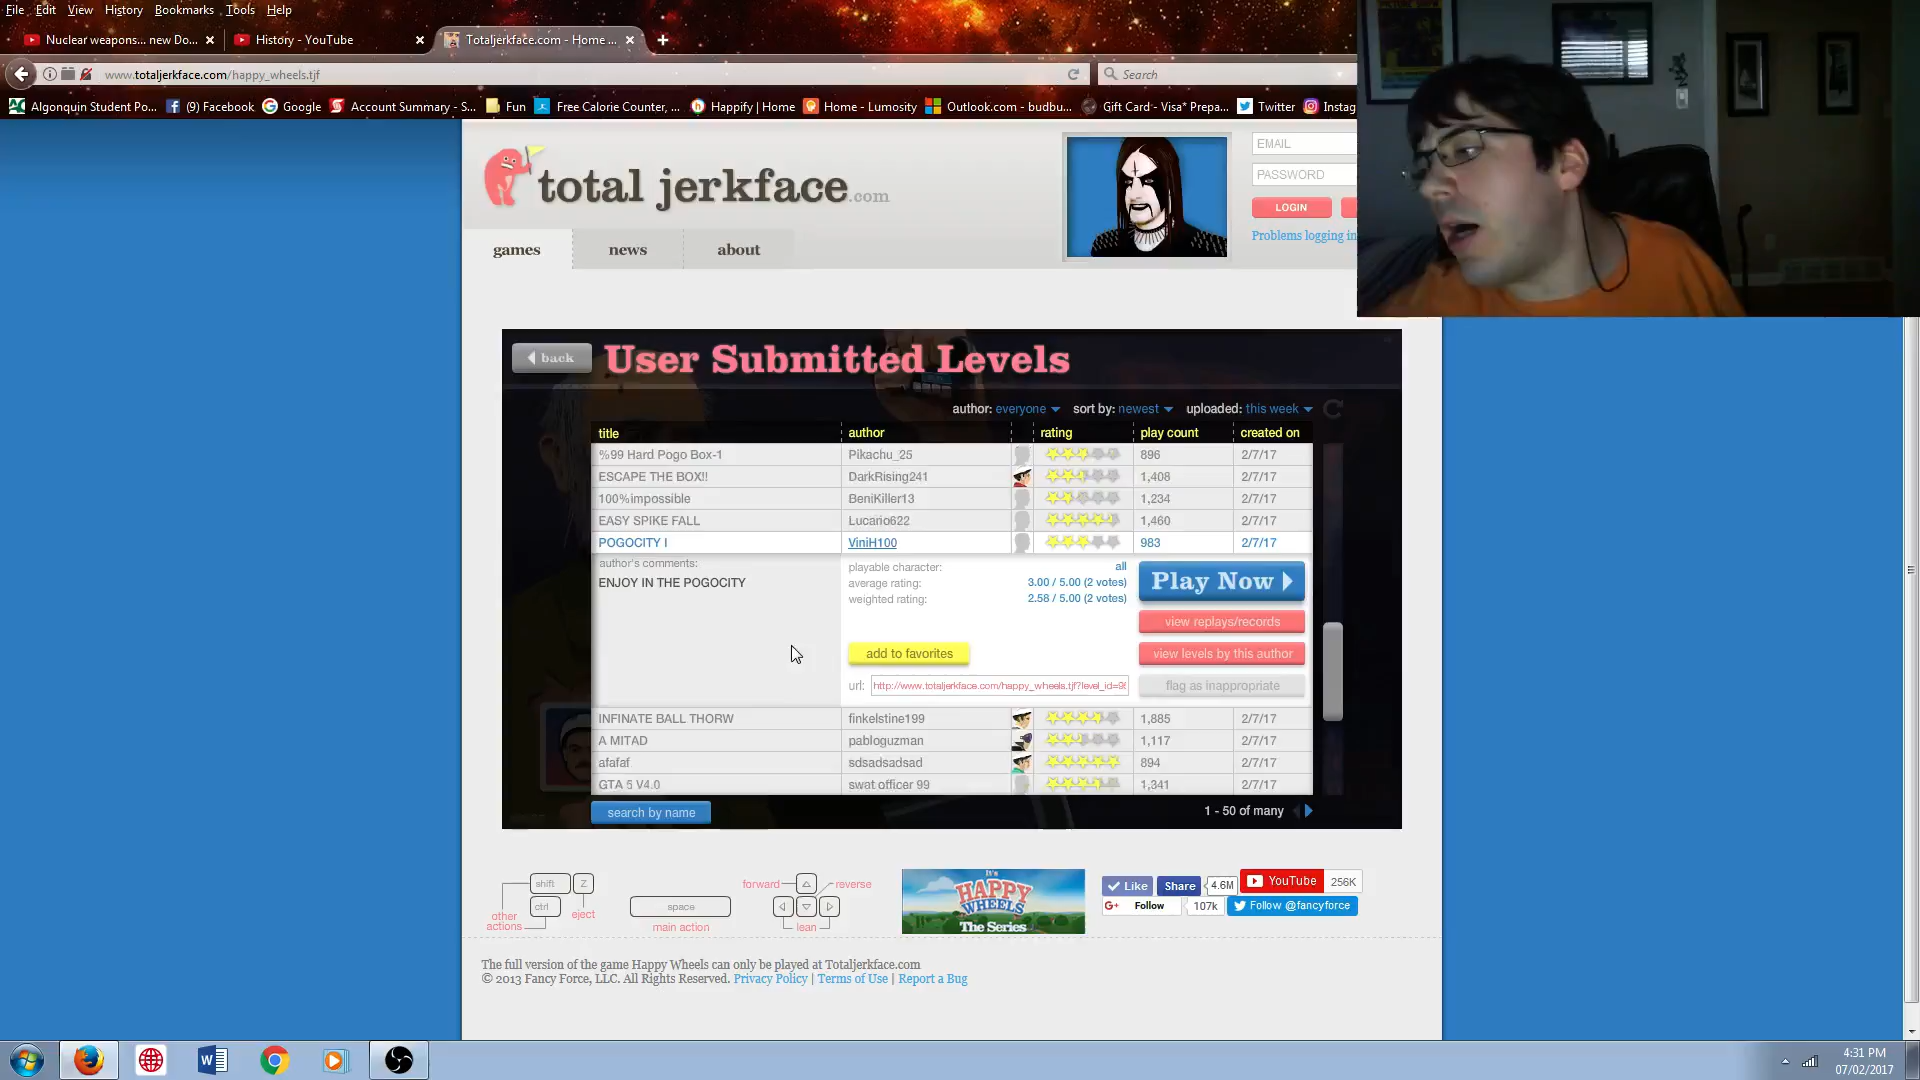 File Edit View History Bookmarks Tools Help
Nuclear weapons... new Do... × History - YouTube × Totaljerkface.com - Home ... × +
www.totaljerkface.com/happy_wheels.tjf Search
Algonquin Student Po... (9) Facebook Google Account Summary - S... Fun Free Calorie Counter, ... Happify | Home Home - Lumosity Outlook.com - budbu... Gift Card - Visa* Prepa... Twitter Instag
total jerkface.com
EMAIL
PASSWORD
LOGIN
Problems logging in
games news about
back User Submitted Levels
author: everyone sort by: newest uploaded: this week
title author rating play count created on
%99 Hard Pogo Box-1 Pikachu_25 896 2/7/17
ESCAPE THE BOX!! DarkRising241 1,408 2/7/17
100%impossible BeniKiller13 1,234 2/7/17
EASY SPIKE FALL Lucario622 1,460 2/7/17
POGOCITY I ViniH100 983 2/7/17
author's comments:
ENJOY IN THE POGOCITY
playable character: all
average rating: 3.00 / 5.00 (2 votes)
weighted rating: 2.58 / 5.00 (2 votes)
Play Now
view replays/records
add to favorites view levels by this author
url: http://www.totaljerkface.com/happy_wheels.tjf?level_id=9 flag as inappropriate
INFINATE BALL THORW finkelstine199 1,885 2/7/17
A MITAD pabloguzman 1,117 2/7/17
afafaf sdsadsadsad 894 2/7/17
GTA 5 V4.0 swat officer 99 1,341 2/7/17
search by name 1 - 50 of many
shift Z
ctrl
other actions
eject
space
main action
forward reverse
lean
IT'S HAPPY WHEELS The Series
Like Share 4.6M YouTube 256K
G+ Follow 107k Follow @fancyforce
The full version of the game Happy Wheels can only be played at Totaljerkface.com
© 2013 Fancy Force, LLC. All Rights Reserved. Privacy Policy | Terms of Use | Report a Bug
4:31 PM
07/02/2017